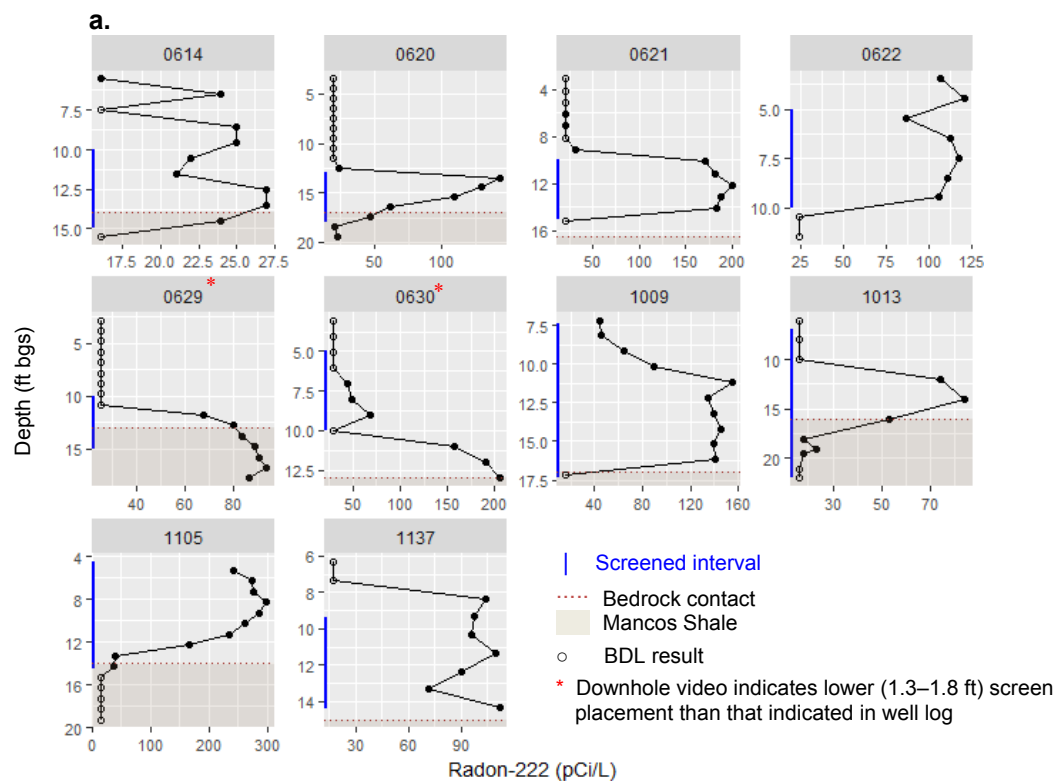 a.
0614
0620
0621
0622
7.5
10.0
12.5
15.0
17.5 20.0 22.5 25.0 27.5
5
10
15
20
50 100
4
8
12
16
50 100 150 200
5.0
7.5
10.0
25 50 75 100 125
0629 *
0630 *
1009
1013
5
10
15
40 60 80
5.0
7.5
10.0
12.5
50 100 150 200
7.5
10.0
12.5
15.0
17.5
40 80 120 160
10
15
20
30 50 70
1105
1137
4
8
12
16
20
0 100 200 300
6
8
10
12
14
30 60 90
Depth (ft bgs)
Radon-222 (pCi/L)
Screened interval
Bedrock contact
Mancos Shale
BDL result
* Downhole video indicates lower (1.3–1.8 ft) screen
placement than that indicated in well log